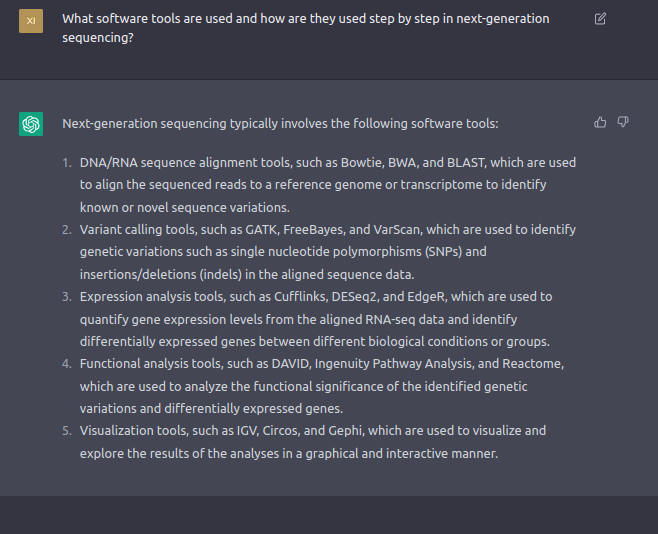 XI
What software tools are used and how are they used step by step in next-generation
sequencing?
Next-generation sequencing typically involves the following software tools:
1. DNA/RNA sequence alignment tools, such as Bowtie, BWA, and BLAST, which are used
to align the sequenced reads to a reference genome or transcriptome to identify
known or novel sequence variations.
2. Variant calling tools, such as GATK, FreeBayes, and VarScan, which are used to identify
genetic variations such as single nucleotide polymorphisms (SNPs) and
insertions/deletions (indels) in the aligned sequence data.
3. Expression analysis tools, such as Cufflinks, DESeq2, and EdgeR, which are used to
quantify gene expression levels from the aligned RNA-seq data and identify
differentially expressed genes between different biological conditions or groups.
4. Functional analysis tools, such as DAVID, Ingenuity Pathway Analysis, and Reactome,
which are used to analyze the functional significance of the identified genetic
variations and differentially expressed genes.
5. Visualization tools, such as IGV, Circos, and Gephi, which are used to visualize and
explore the results of the analyses in a graphical and interactive manner.